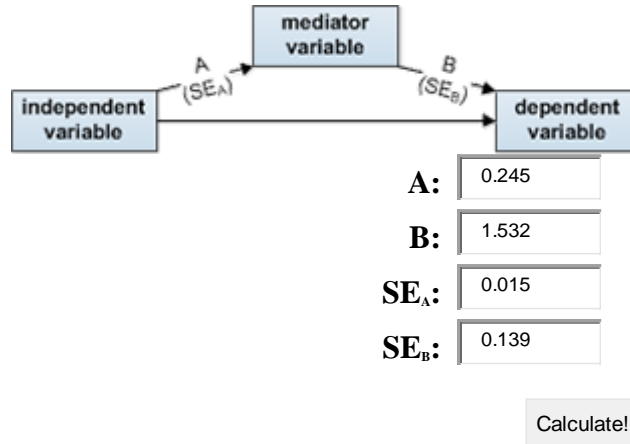 mediator
variable
A
(SEA)
B
(SEB)
independent
variable
dependent
variable
A: 0.245
B: 1.532
SEA: 0.015
SEB: 0.139
Calculate!